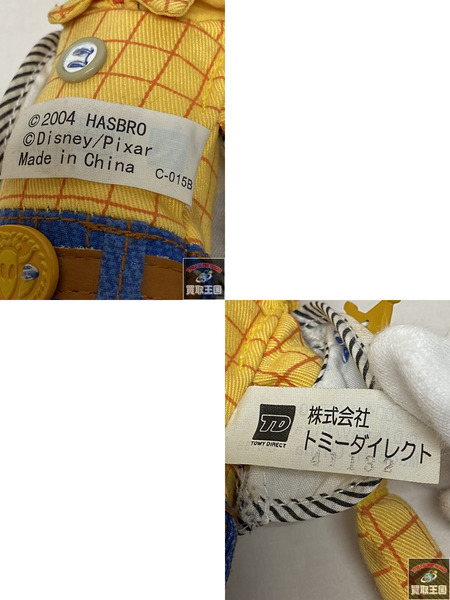 ©2004 HASBRO
©Disney/Pixar
Made in China
C-015B
買取王国
TD
TOMY DIRECT
株式会社
トミーダイレクト
買取王国